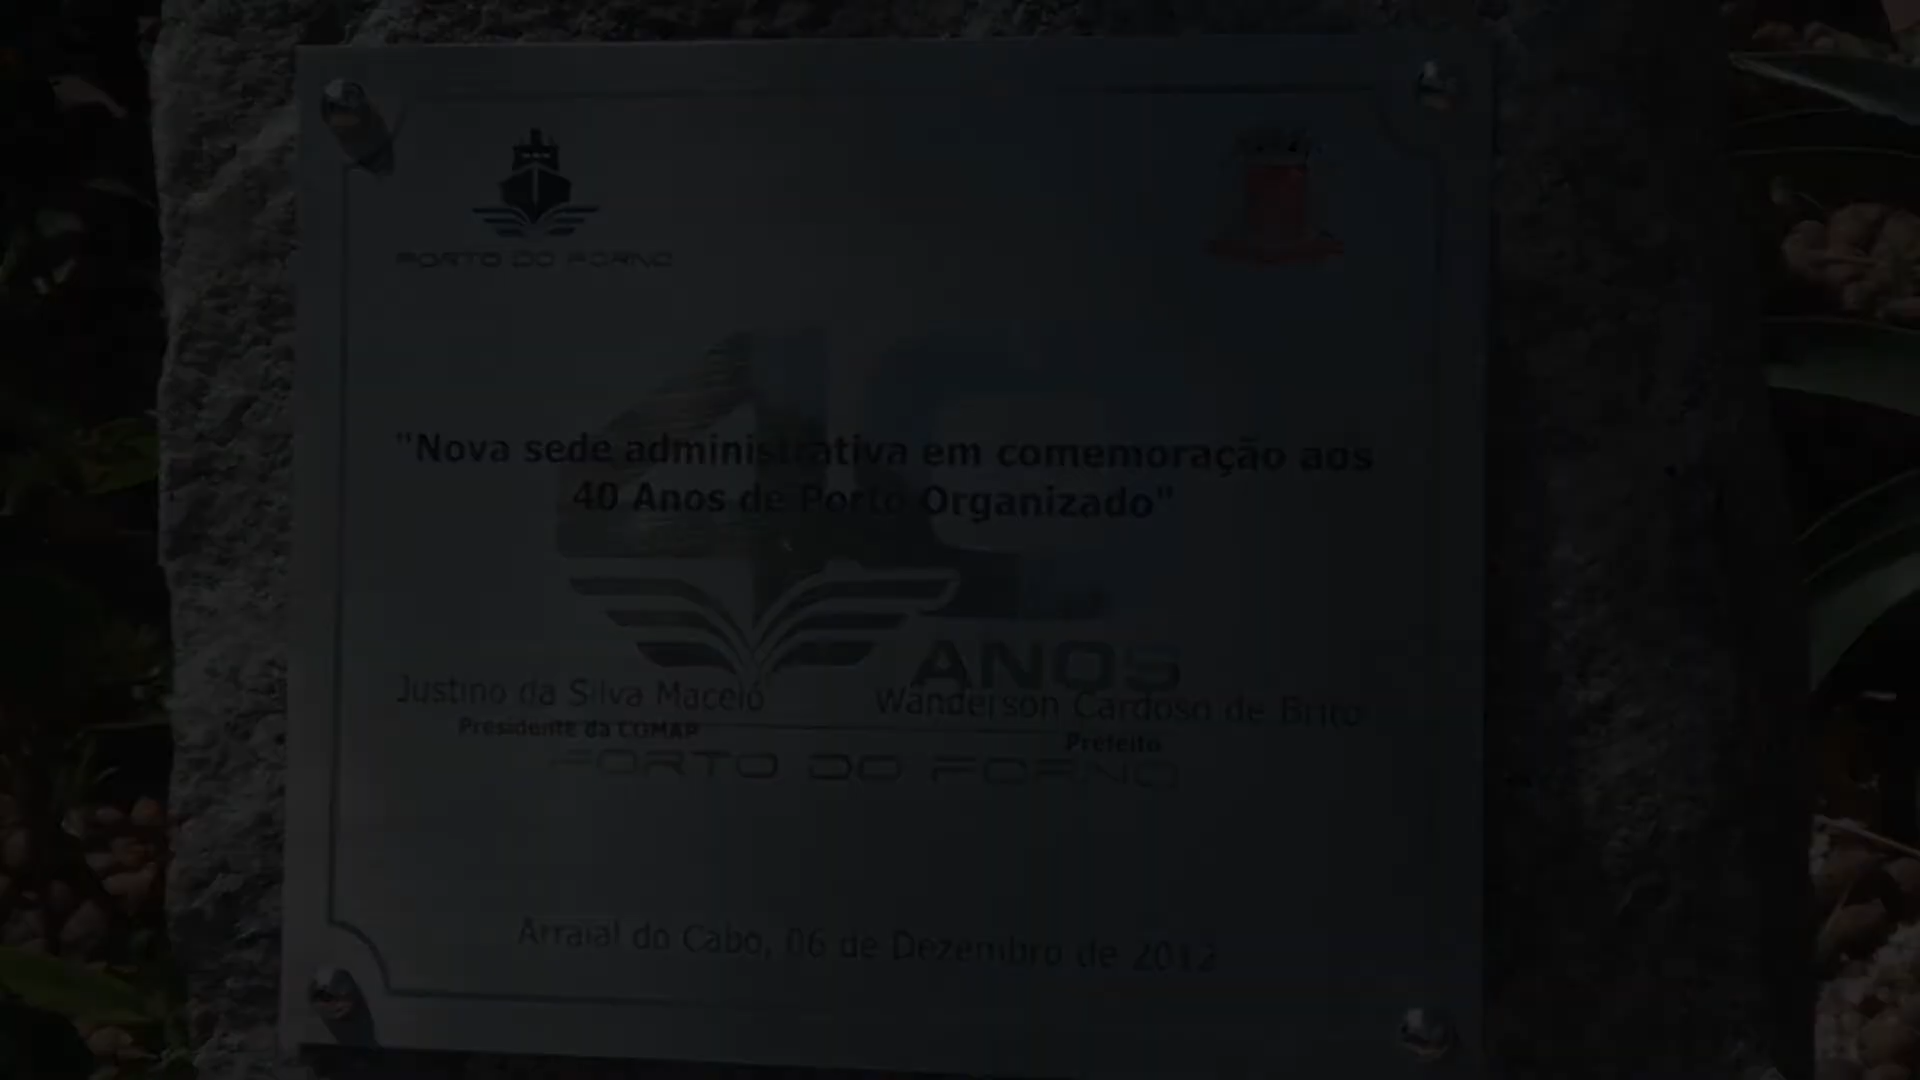 PORTO DO FORNO
"Nova sede administrativa em comemoração aos
40 Anos de Porto Organizado"
40
ANOS
Justino da Silva Maceió
Wanderson Cardoso de Brito
Presidente da COMAP
Prefeito
PORTO DO FORNO
Arraial do Cabo, 06 de Dezembro de 2012